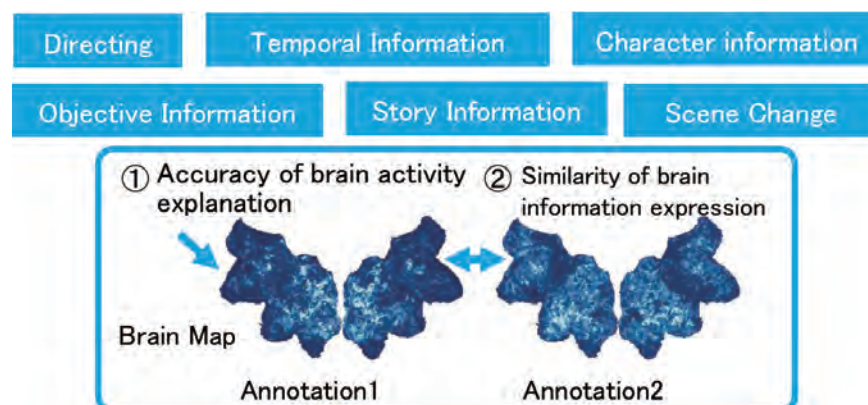 Directing
Temporal Information
Character information
Objective Information
Story Information
Scene Change
① Accuracy of brain activity
explanation
② Similarity of brain
information expression
Brain Map
Annotation1
Annotation2